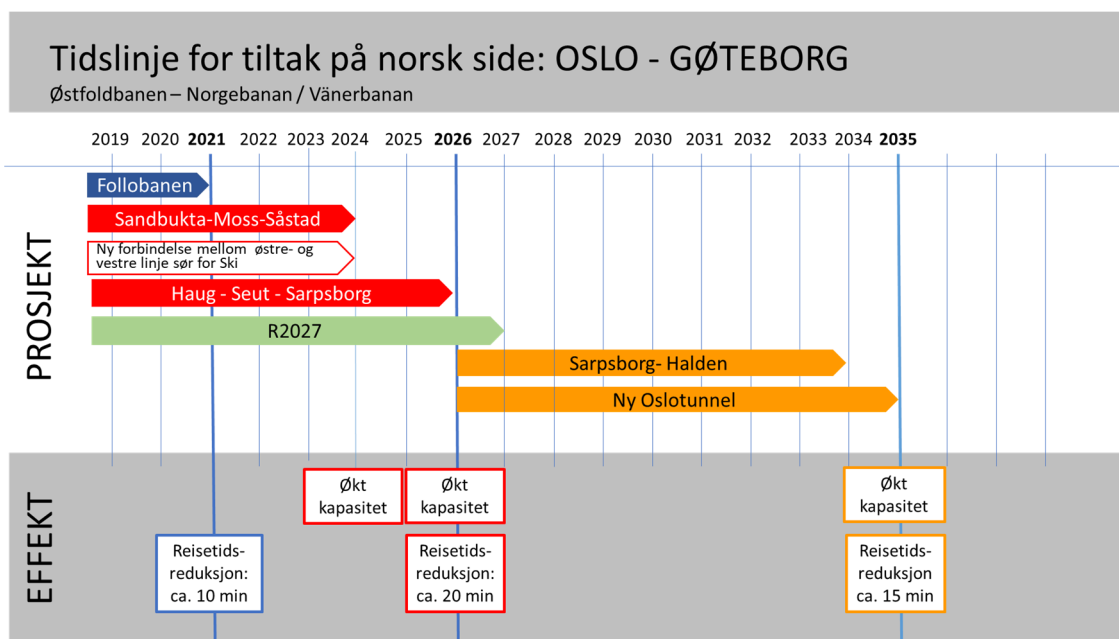 Tidslinje for tiltak på norsk side: OSLO - GØTEBORG
Østfoldbanen – Norgebanan / Vänerbanan
2019 2020 2021 2022 2023 2024 2025 2026 2027 2028 2029 2030 2031 2032 2033 2034 2035
PROSJEKT
Follobanen
Sandbukta-Moss-Såstad
Ny forbindelse mellom østre- og
vestre linje sør for Ski
Haug - Seut - Sarpsborg
R2027
Sarpsborg- Halden
Ny Oslotunnel
EFFEKT
Økt
kapasitet
Økt
kapasitet
Økt
kapasitet
Reisetids-
reduksjon:
ca. 10 min
Reisetids-
reduksjon:
ca. 20 min
Reisetids-
reduksjon
ca. 15 min